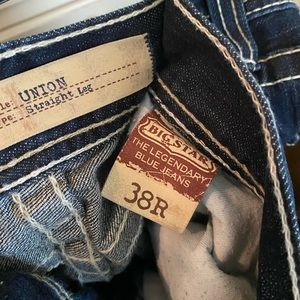 UNION
Straight Leg
BIG STAR
THE LEGENDARY
BLUE JEANS
38R